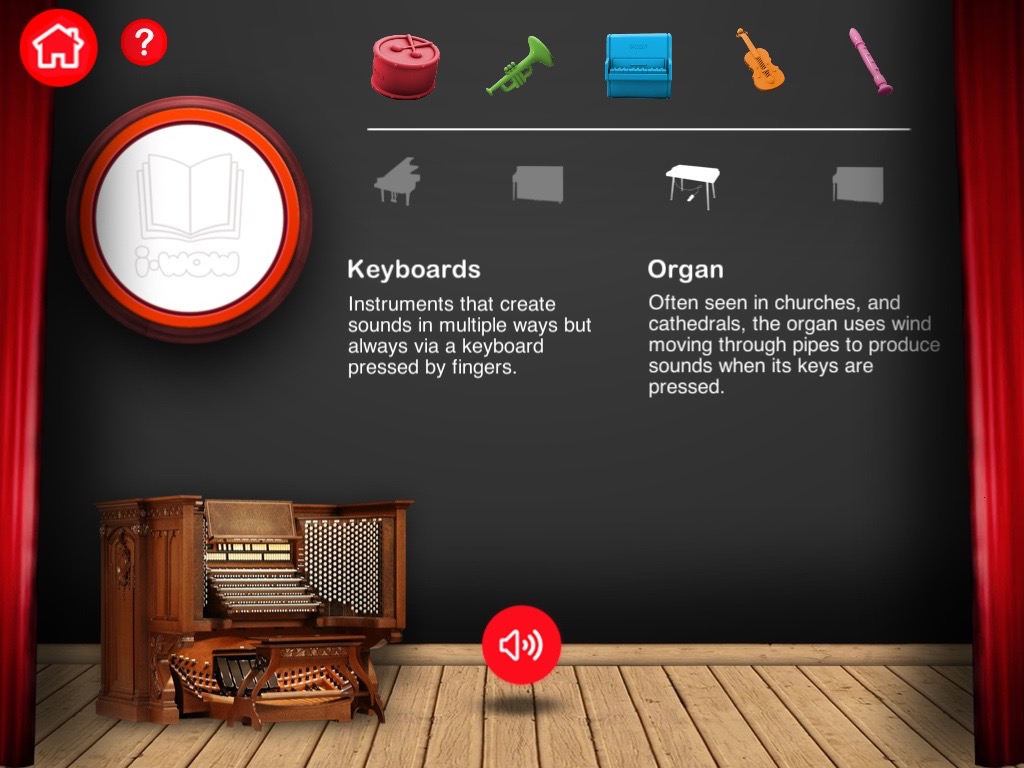 ?
i-wow
Keyboards
Instruments that create
sounds in multiple ways but
always via a keyboard
pressed by fingers.
Organ
Often seen in churches, and
cathedrals, the organ uses wind
moving through pipes to produce
sounds when its keys are
pressed.